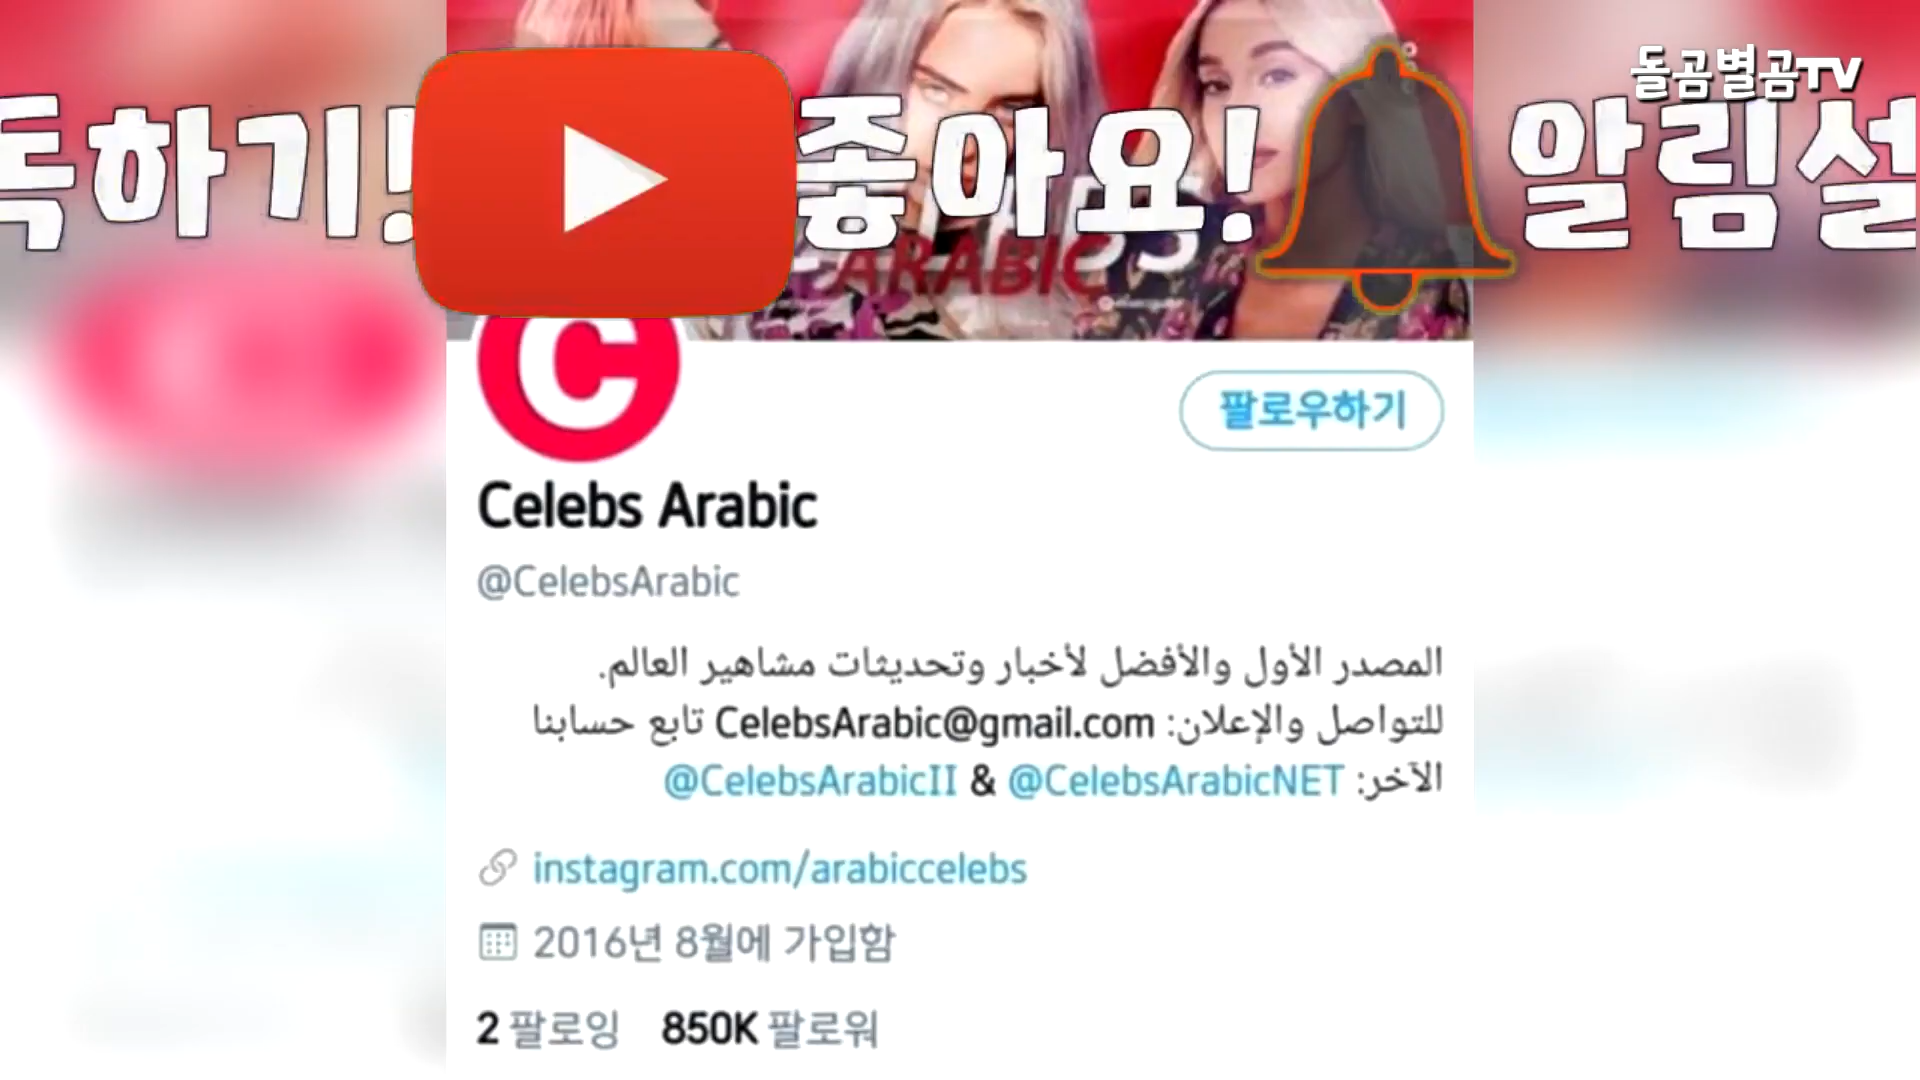 돌곰별곰TV
독하기! 좋아요! 알림설
ARABIC
C
팔로우하기
Celebs Arabic
@CelebsArabic
المصدر الأول والأفضل لأخبار وتحديثات مشاهير العالم.
للتواصل والإعلان: CelebsArabic@gmail.com تابع حسابنا
الآخر: @CelebsArabicNET & @CelebsArabicII
instagram.com/arabiccelebs
2016년 8월에 가입함
2 팔로잉 850K 팔로워